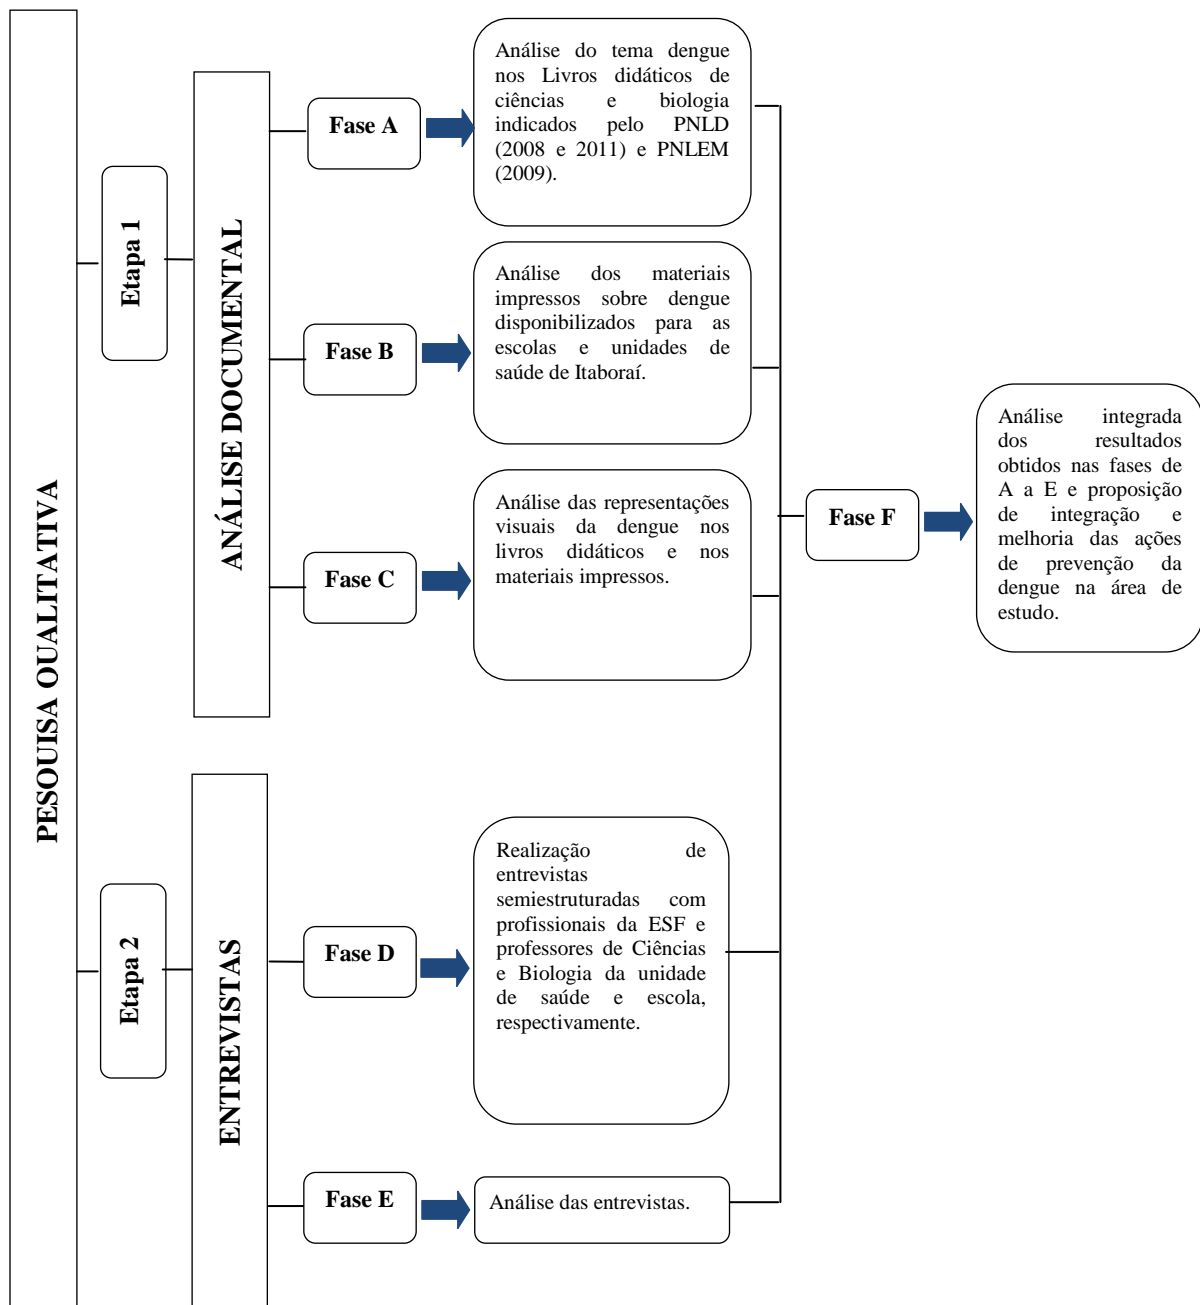 PESQUISA QUALITATIVA
Etapa 1
ANÁLISE DOCUMENTAL
Fase A
Análise do tema dengue
nos Livros didáticos de
ciências e biologia
indicados pelo PNLD
(2008 e 2011) e PNLEM
(2009).
Fase B
Análise dos materiais
impressos sobre dengue
disponibilizados para as
escolas e unidades de
saúde de Itaboraí.
Fase C
Análise das representações
visuais da dengue nos
livros didáticos e nos
materiais impressos.
Etapa 2
ENTREVISTAS
Fase D
Realização de
entrevistas
semiestruturadas com
profissionais da ESF e
professores de Ciências
e Biologia da unidade
de saúde e escola,
respectivamente.
Fase E
Análise das entrevistas.
Fase F
Análise integrada
dos resultados
obtidos nas fases de
A a E e proposição
de integração e
melhoria das ações
de prevenção da
dengue na área de
estudo.